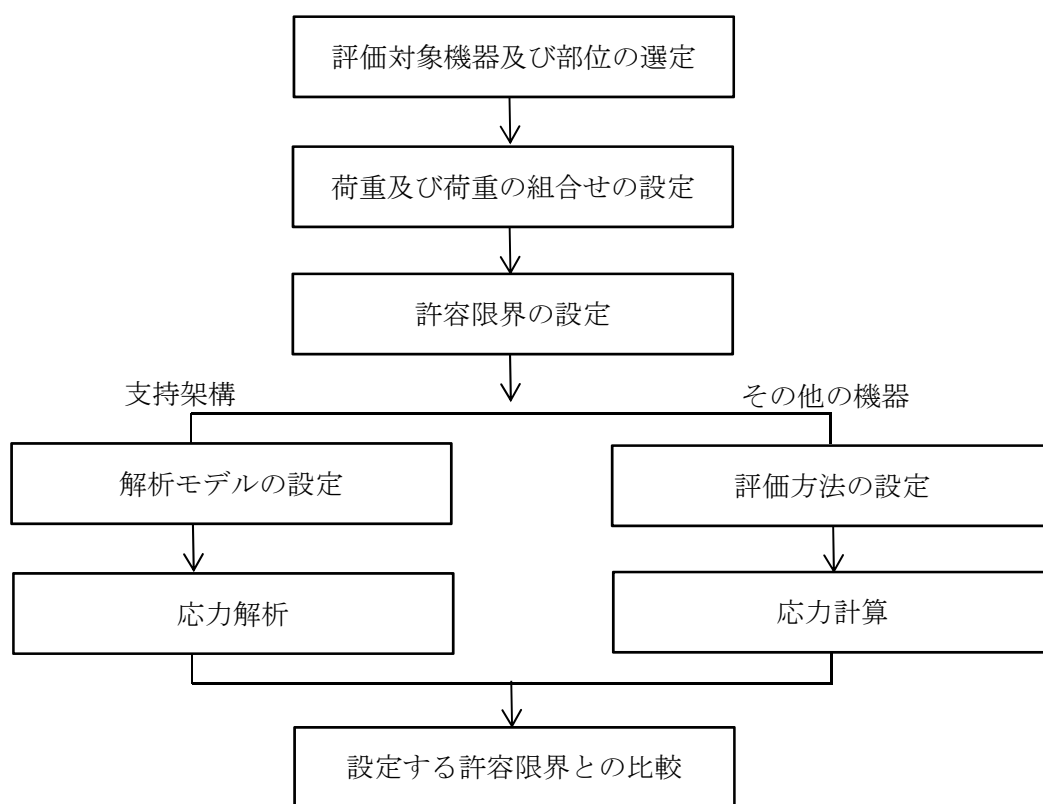 評価対象機器及び部位の選定
荷重及び荷重の組合せの設定
許容限界の設定
支持架構
その他の機器
解析モデルの設定
評価方法の設定
応力解析
応力計算
設定する許容限界との比較